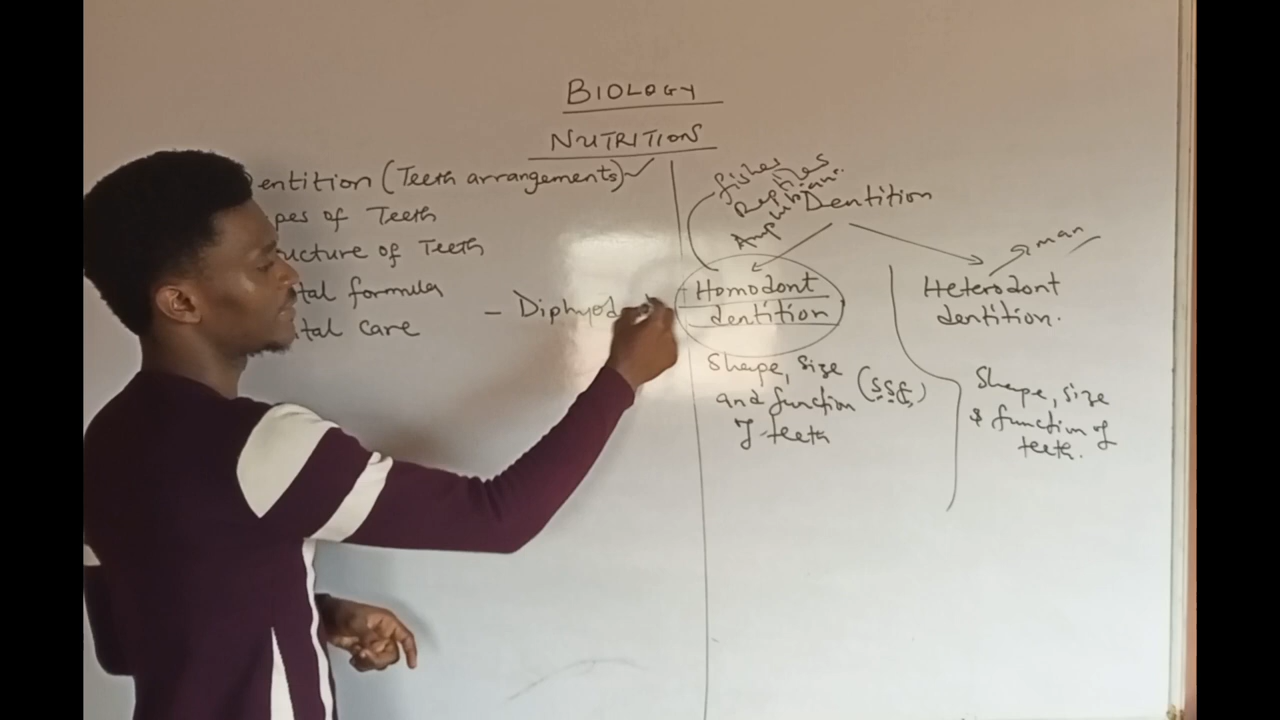 BIOLOGY
NUTRITION
entition (Teeth arrangements) ✓
pes of Teeth
ucture of Teeth
tal formula
tal care
- Diphyod
fishes
Reptiles
Amphibians.
Dentition
man
Homodont
dentition
Shape, size
and function (SSF)
of teeth
Heterodont
dentition.
Shape, size
& function of
teeth.